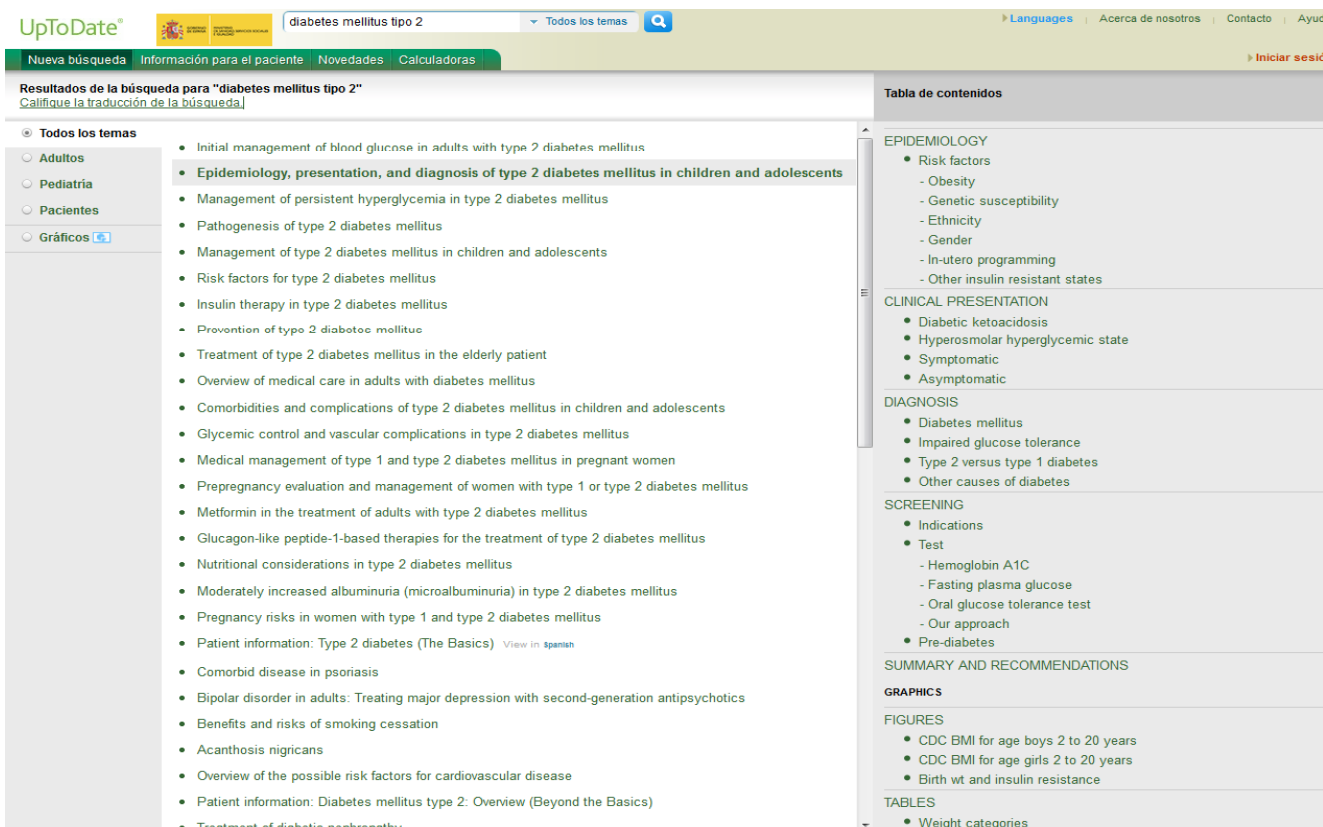 UpToDate®
GOBIERNO DE ESPAÑA
diabetes mellitus tipo 2
Todos los temas
Languages
Acerca de nosotros
Contacto
Ayud
Nueva búsqueda
Información para el paciente
Novedades
Calculadoras
Iniciar sesió
Resultados de la búsqueda para "diabetes mellitus tipo 2"
Califique la traducción de la búsqueda.
Todos los temas
Adultos
Pediatría
Pacientes
Gráficos
Initial management of blood glucose in adults with type 2 diabetes mellitus
Epidemiology, presentation, and diagnosis of type 2 diabetes mellitus in children and adolescents
Management of persistent hyperglycemia in type 2 diabetes mellitus
Pathogenesis of type 2 diabetes mellitus
Management of type 2 diabetes mellitus in children and adolescents
Risk factors for type 2 diabetes mellitus
Insulin therapy in type 2 diabetes mellitus
Prevention of type 2 diabetes mellitus
Treatment of type 2 diabetes mellitus in the elderly patient
Overview of medical care in adults with diabetes mellitus
Comorbidities and complications of type 2 diabetes mellitus in children and adolescents
Glycemic control and vascular complications in type 2 diabetes mellitus
Medical management of type 1 and type 2 diabetes mellitus in pregnant women
Prepregnancy evaluation and management of women with type 1 or type 2 diabetes mellitus
Metformin in the treatment of adults with type 2 diabetes mellitus
Glucagon-like peptide-1-based therapies for the treatment of type 2 diabetes mellitus
Nutritional considerations in type 2 diabetes mellitus
Moderately increased albuminuria (microalbuminuria) in type 2 diabetes mellitus
Pregnancy risks in women with type 1 and type 2 diabetes mellitus
Patient information: Type 2 diabetes (The Basics) View in Spanish
Comorbid disease in psoriasis
Bipolar disorder in adults: Treating major depression with second-generation antipsychotics
Benefits and risks of smoking cessation
Acanthosis nigricans
Overview of the possible risk factors for cardiovascular disease
Patient information: Diabetes mellitus type 2: Overview (Beyond the Basics)
Treatment of diabetic nephropathy
Tabla de contenidos
EPIDEMIOLOGY
Risk factors
- Obesity
- Genetic susceptibility
- Ethnicity
- Gender
- In-utero programming
- Other insulin resistant states
CLINICAL PRESENTATION
Diabetic ketoacidosis
Hyperosmolar hyperglycemic state
Symptomatic
Asymptomatic
DIAGNOSIS
Diabetes mellitus
Impaired glucose tolerance
Type 2 versus type 1 diabetes
Other causes of diabetes
SCREENING
Indications
Test
- Hemoglobin A1C
- Fasting plasma glucose
- Oral glucose tolerance test
- Our approach
Pre-diabetes
SUMMARY AND RECOMMENDATIONS
GRAPHICS
FIGURES
CDC BMI for age boys 2 to 20 years
CDC BMI for age girls 2 to 20 years
Birth wt and insulin resistance
TABLES
Weight categories